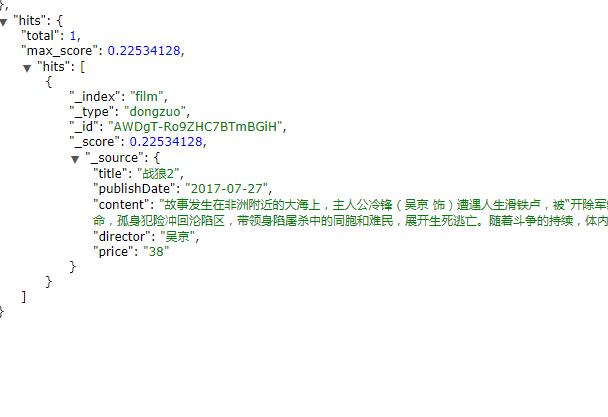 },
▼ "hits": {
"total": 1,
"max_score": 0.22534128,
▼ "hits": [
{
"_index": "film",
"_type": "dongzuo",
"_id": "AWDgT-Ro9ZHC7BTmBGiH",
"_score": 0.22534128,
▼ "_source": {
"title": "战狼2",
"publishDate": "2017-07-27",
"content": "故事发生在非洲附近的大海上，主人公冷锋（吴京 饰）遭遇人生滑铁卢，被“开除军
命，孤身犯险冲回沦陷区，带领身陷屠杀中的同胞和难民，展开生死逃亡。随着斗争的持续，体内
"director": "吴京",
"price": "38"
}
}
]
}